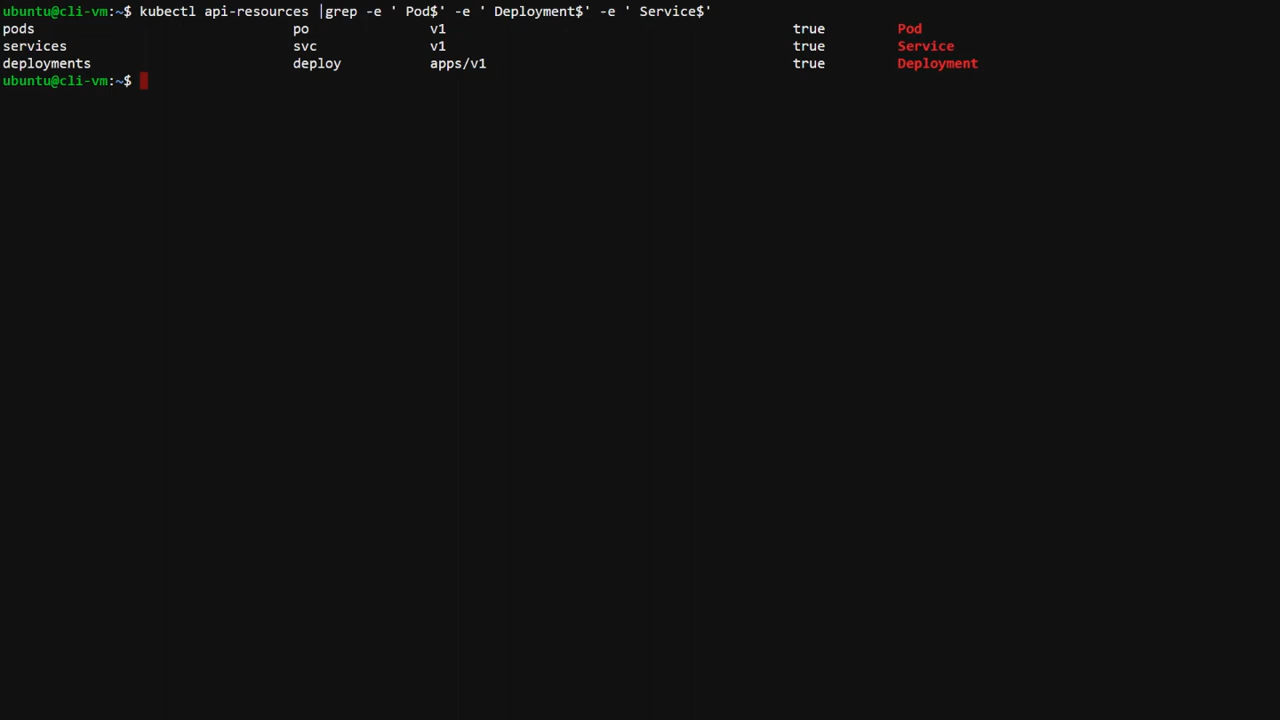 ubuntu@cli-vm:~$ kubectl api-resources |grep -e ' Pod$' -e ' Deployment$' -e ' Service$'
pods po v1 true Pod
services svc v1 true Service
deployments deploy apps/v1 true Deployment
ubuntu@cli-vm:~$